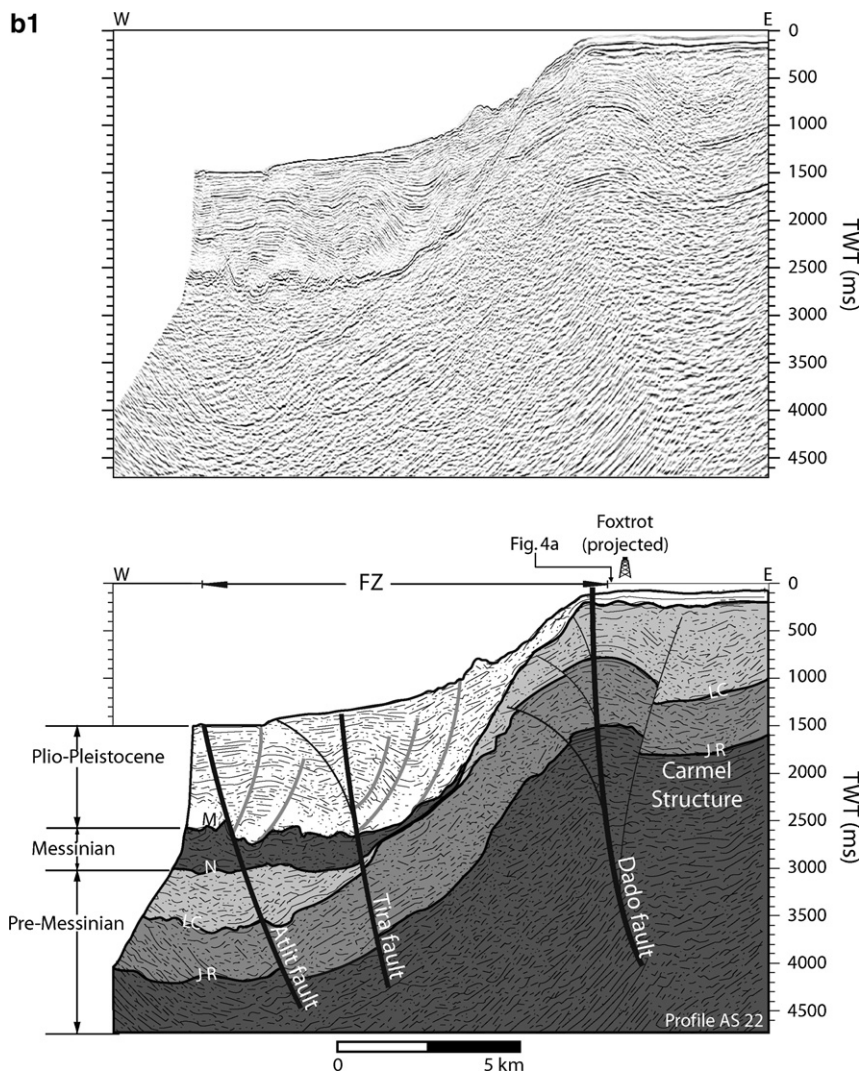 b1
W E
0
500
1000
1500
2000
2500
3000
3500
4000
4500
TWT (ms)
Foxtrot
(projected)
Fig. 4a
W FZ E
0
500
1000
1500
2000
2500
3000
3500
4000
4500
TWT (ms)
Plio-Pleistocene
Messinian
Pre-Messinian
M
N
LC
JR
LC
JR
Carmel
Structure
Atlit fault
Tira fault
Dado fault
Profile AS 22
0 5 km